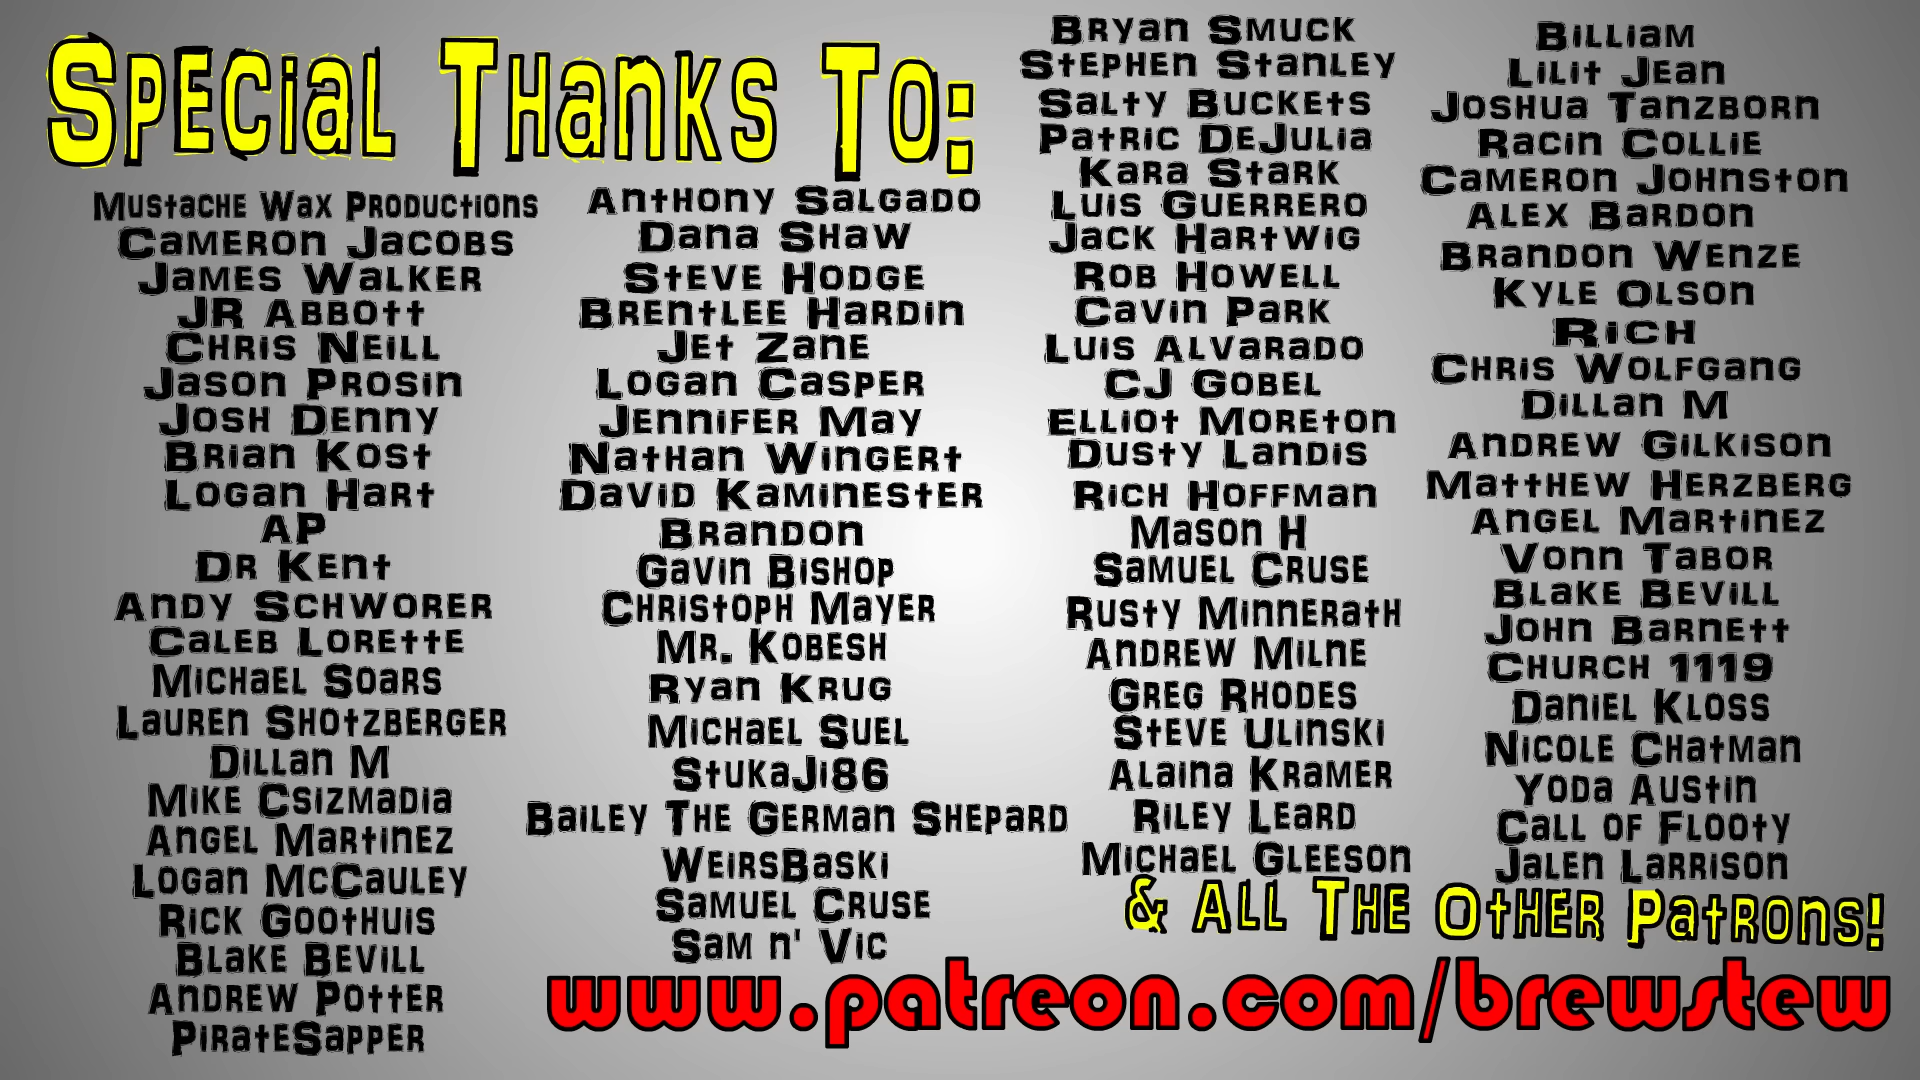 Special Thanks To:
Mustache Wax Productions
Cameron Jacobs
James Walker
JR Abbott
Chris Neill
Jason Prosin
Josh Denny
Brian Kost
Logan Hart
AP
Dr Kent
Andy Schworer
Caleb Lorette
Michael Soars
Lauren Shotzberger
Dillan M
Mike Csizmadia
Angel Martinez
Logan McCauley
Rick Goothuis
Blake Bevill
Andrew Potter
PirateSapper
Anthony Salgado
Dana Shaw
Steve Hodge
Brentlee Hardin
Jet Zane
Logan Casper
Jennifer May
Nathan Wingert
David Kaminester
Brandon
Gavin Bishop
Christoph Mayer
Mr. Kobesh
Ryan Krug
Michael Suel
StukaJi86
Bailey The German Shepard
WeirsBaski
Samuel Cruse
Sam n' Vic
Bryan Smuck
Stephen Stanley
Salty Buckets
Patric DeJulia
Kara Stark
Luis Guerrero
Jack Hartwig
Rob Howell
Cavin Park
Luis Alvarado
CJ Gobel
Elliot Moreton
Dusty Landis
Rich Hoffman
Mason H
Samuel Cruse
Rusty Minnerath
Andrew Milne
Greg Rhodes
Steve Ulinski
Alaina Kramer
Riley Leard
Michael Gleeson
Billiam
Lilit Jean
Joshua Tanzborn
Racin Collie
Cameron Johnston
Alex Bardon
Brandon Wenze
Kyle Olson
Rich
Chris Wolfgang
Dillan M
Andrew Gilkison
Matthew Herzberg
Angel Martinez
Vonn Tabor
Blake Bevill
John Barnett
Church 1119
Daniel Kloss
Nicole Chatman
Yoda Austin
Call of Flooty
Jalen Larrison
& All The Other Patrons!
www.patreon.com/brewstew